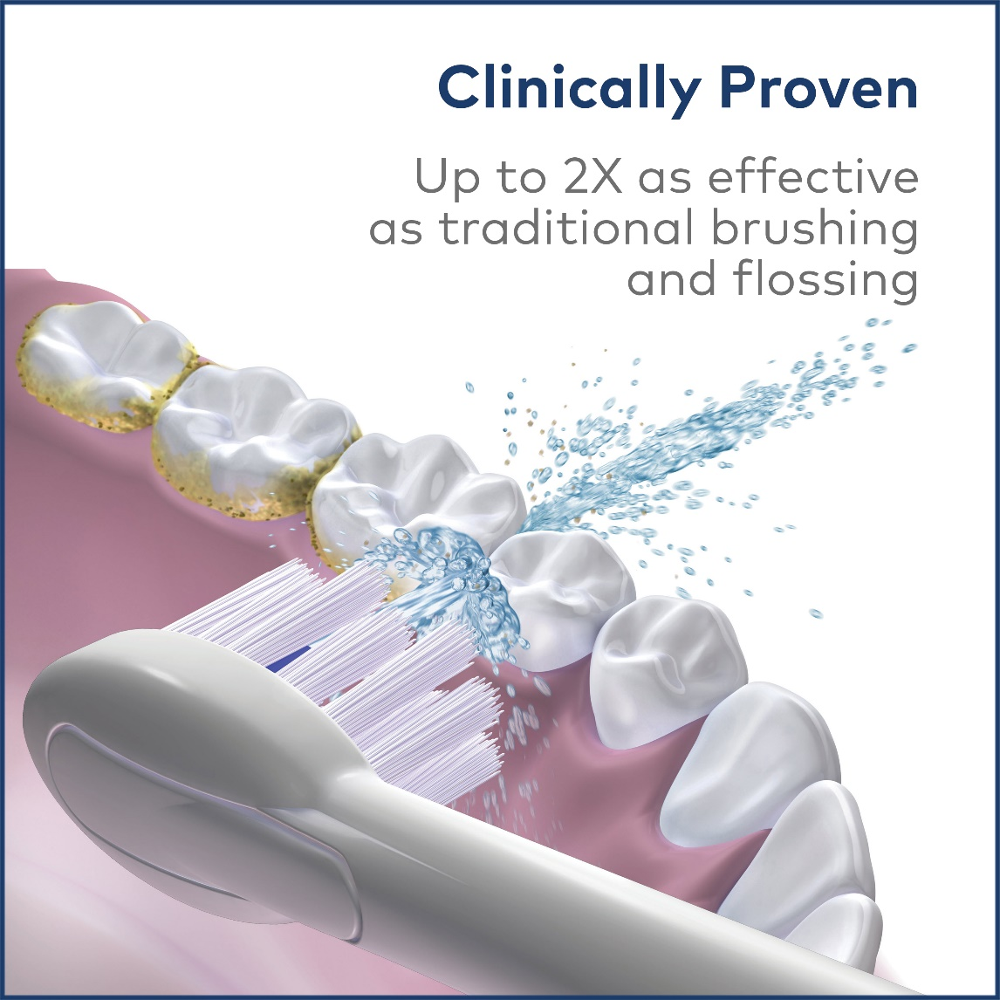 Clinically Proven
Up to 2X as effective
as traditional brushing
and flossing